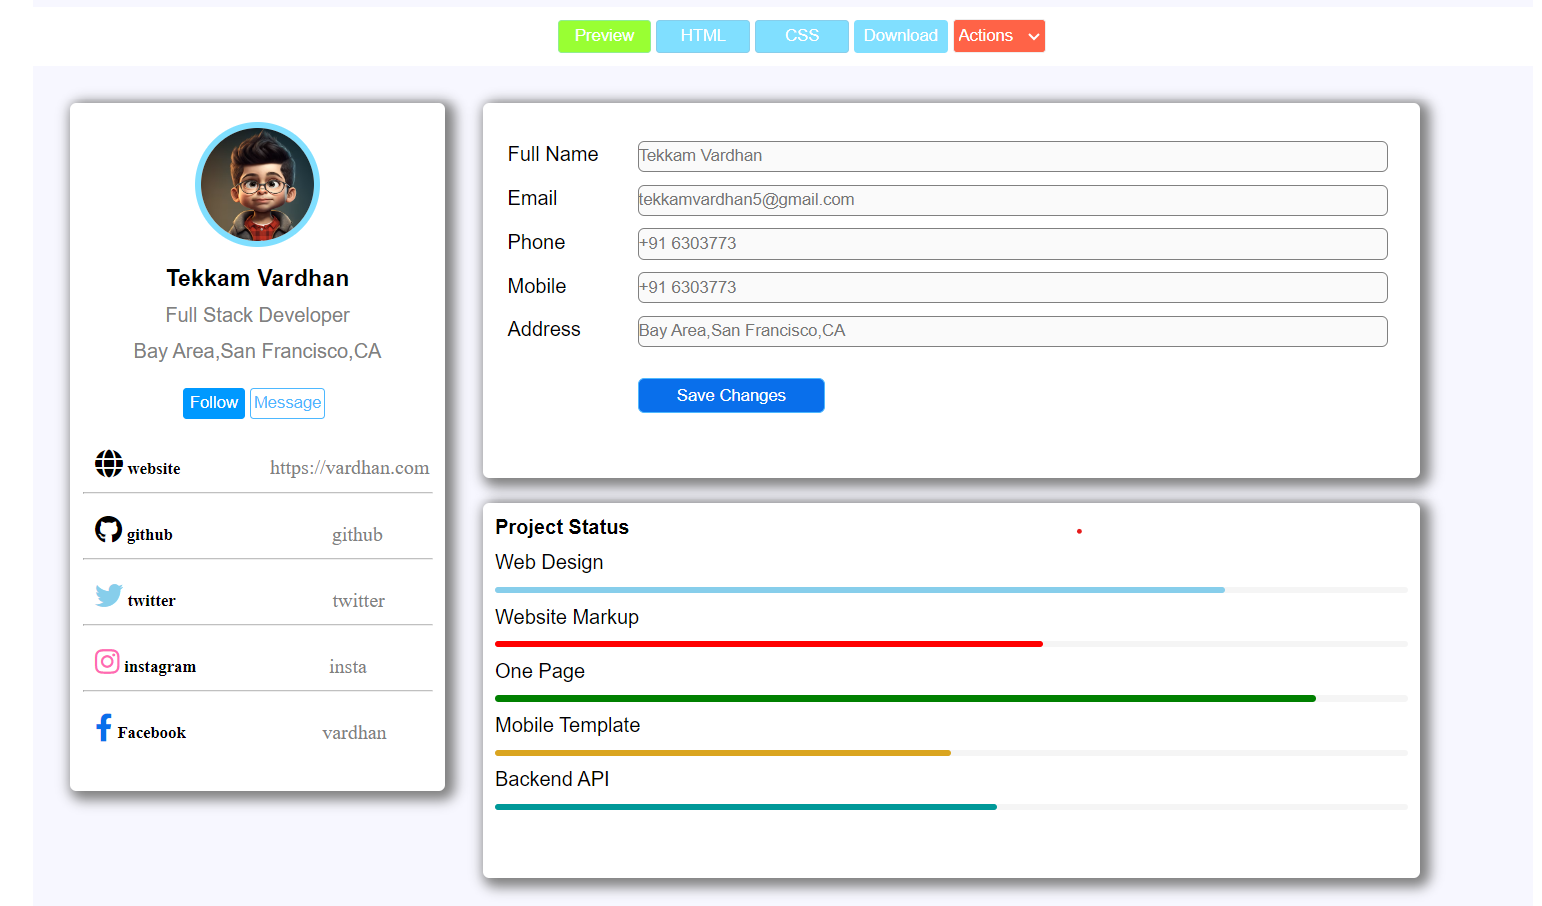 Preview HTML CSS Download Actions
Tekkam Vardhan
Full Stack Developer
Bay Area,San Francisco,CA
Follow Message
website https://vardhan.com
github github
twitter twitter
instagram insta
Facebook vardhan
Full Name Tekkam Vardhan
Email tekkamvardhan5@gmail.com
Phone +91 6303773
Mobile +91 6303773
Address Bay Area,San Francisco,CA
Save Changes
Project Status
Web Design
Website Markup
One Page
Mobile Template
Backend API